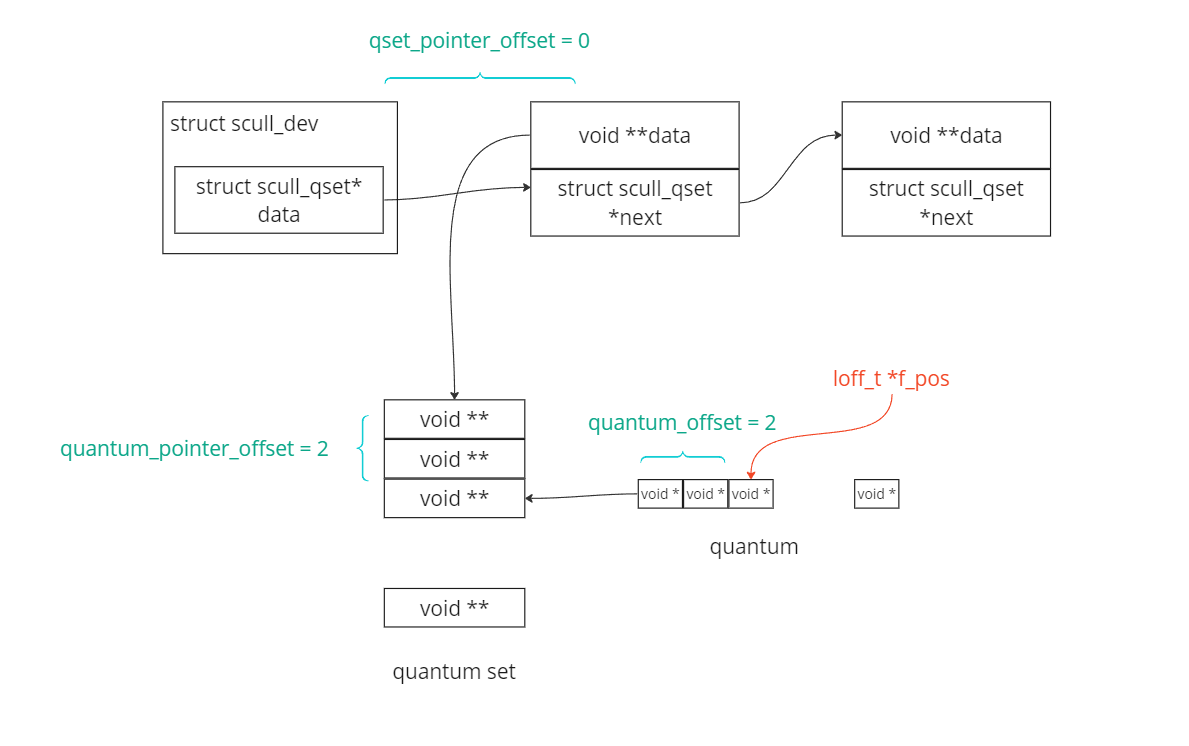 qset_pointer_offset = 0
struct scull_dev
struct scull_qset*
data
void **data
struct scull_qset
*next
void **data
struct scull_qset
*next
loff_t *f_pos
void **
quantum_offset = 2
quantum_pointer_offset = 2
void **
void **
void *
void *
void *
void *
quantum
void **
quantum set